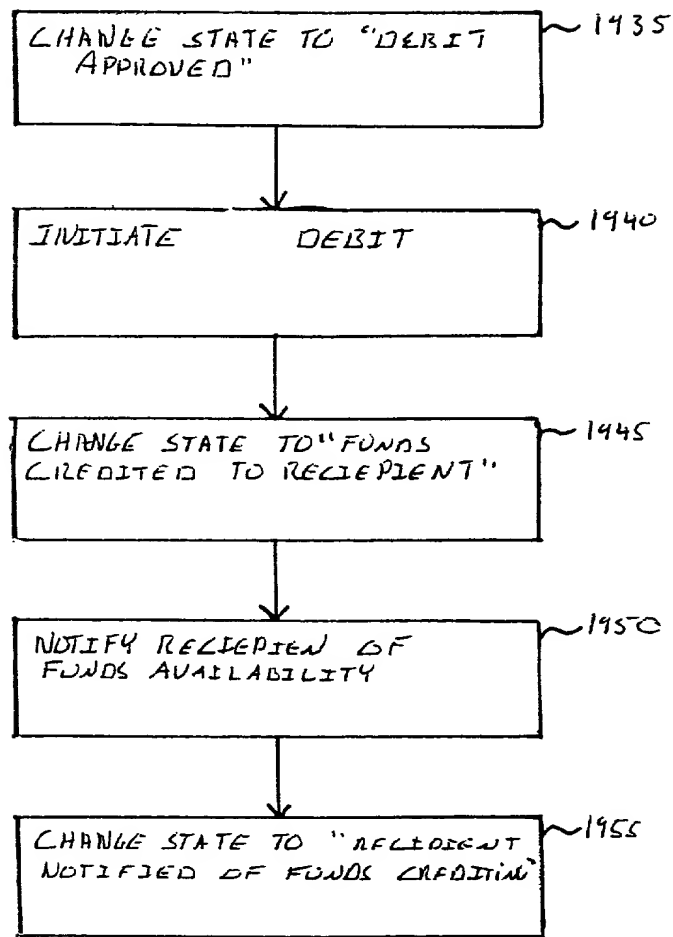 CHANGE STATE TO "DEBIT
APPROVED"
1935
INITIATE DEBIT
1940
CHANGE STATE TO "FUNDS
CREDITED TO RECIEPIENT"
1945
NOTIFY RECIEPIEN OF
FUNDS AVAILABILITY
1950
CHANGE STATE TO "RECIPIENT
NOTIFIED OF FUNDS CREDITIN"
1955